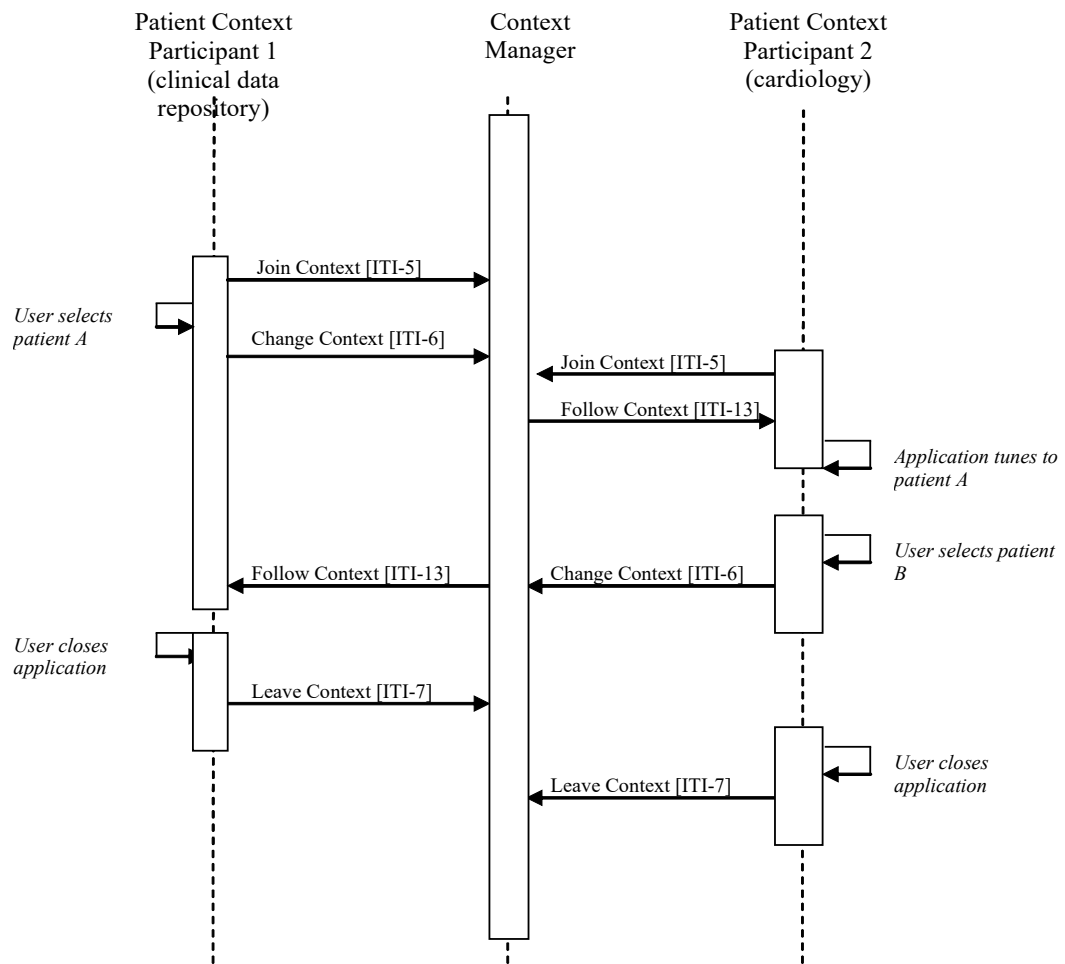 Patient Context
Participant 1
(clinical data
repository)
Context
Manager
Patient Context
Participant 2
(cardiology)
Join Context [ITI-5]
User selects
patient A
Change Context [ITI-6]
Join Context [ITI-5]
Follow Context [ITI-13]
Application tunes to
patient A
User selects patient
B
Follow Context [ITI-13]
Change Context [ITI-6]
User closes
application
Leave Context [ITI-7]
User closes
application
Leave Context [ITI-7]